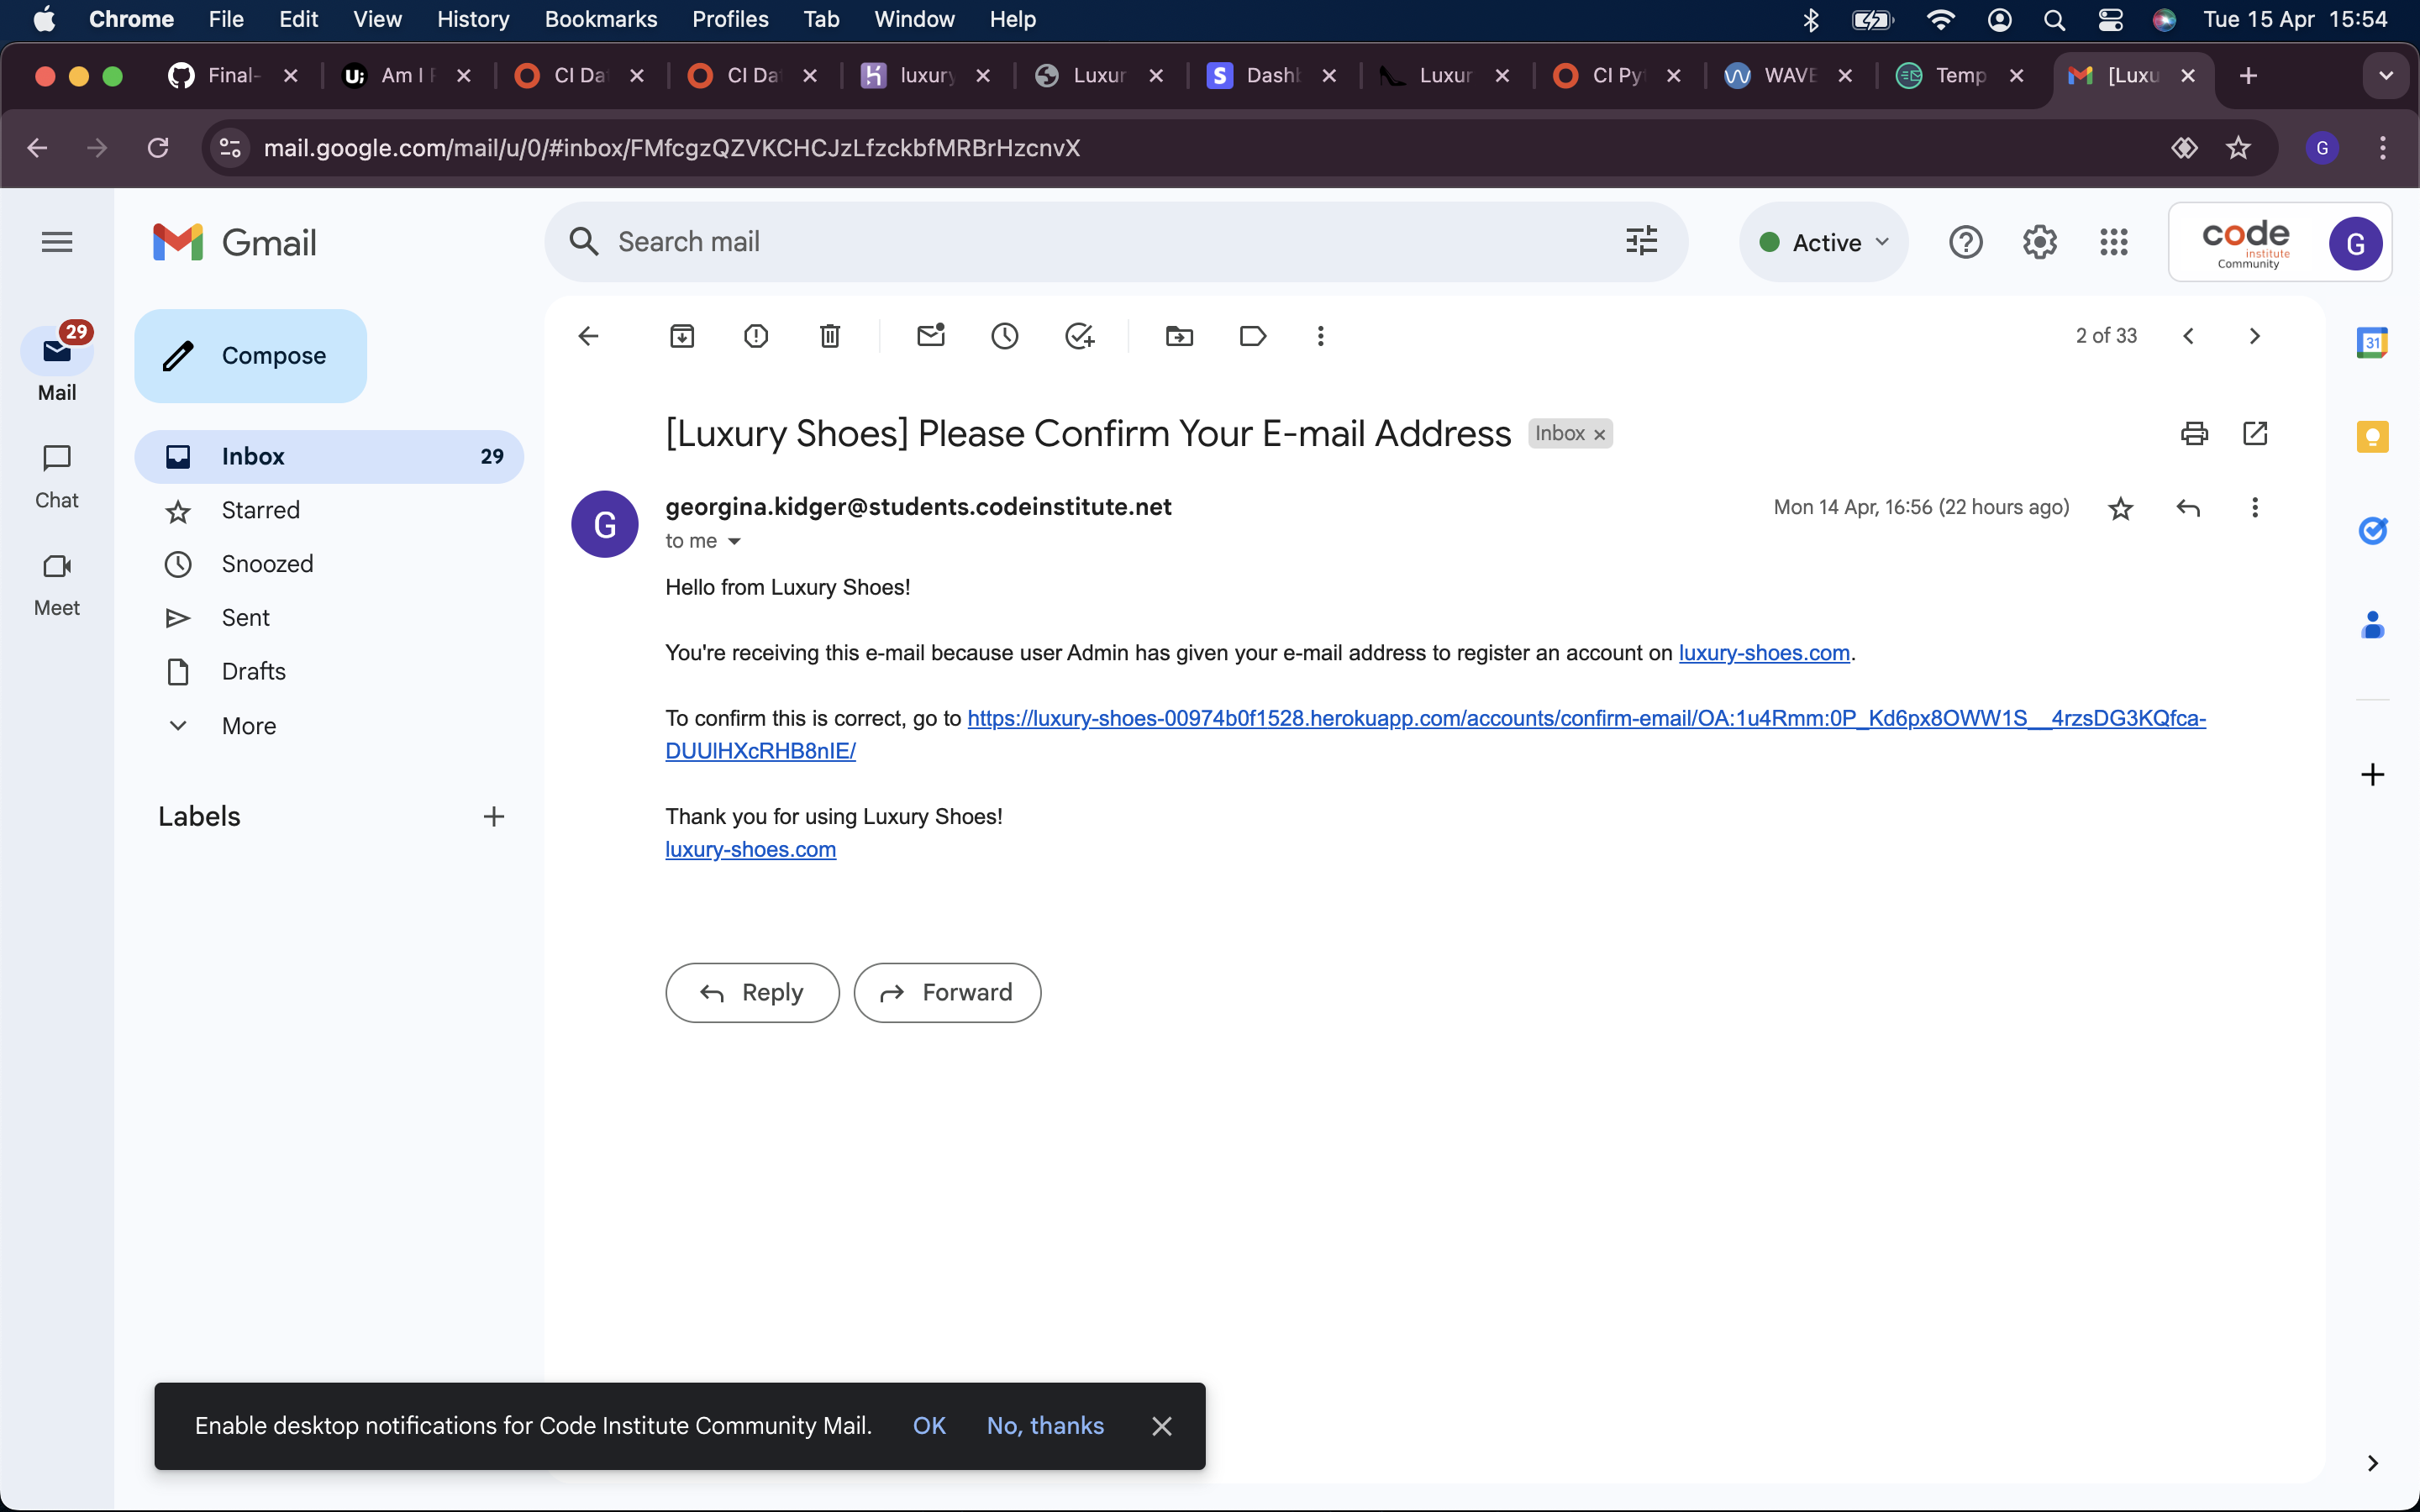 Chrome File Edit View History Bookmarks Profiles Tab Window Help Tue 15 Apr 15:54
Final- Am I CI Da CI Da luxury Luxur Dash Luxur CI Py WAVE Temp [Luxu
mail.google.com/mail/u/0/#inbox/FMfcgzQZVKCHCJzLfzckbfMRBrHzcnvX G
Gmail
Search mail
Active
code
institute
Community
G
29
Mail
Chat
Meet
Compose
Inbox 29
Starred
Snoozed
Sent
Drafts
More
Labels
2 of 33
31
[Luxury Shoes] Please Confirm Your E-mail Address Inbox
G
georgina.kidger@students.codeinstitute.net Mon 14 Apr, 16:56 (22 hours ago)
to me
Hello from Luxury Shoes!
You're receiving this e-mail because user Admin has given your e-mail address to register an account on luxury-shoes.com.
To confirm this is correct, go to https://luxury-shoes-00974b0f1528.herokuapp.com/accounts/confirm-email/OA:1u4Rmm:0P_Kd6px8OWW1S__4rzsDG3KQfca-
DUUlHXcRHB8nIE/
Thank you for using Luxury Shoes!
luxury-shoes.com
Reply Forward
Enable desktop notifications for Code Institute Community Mail. OK No, thanks